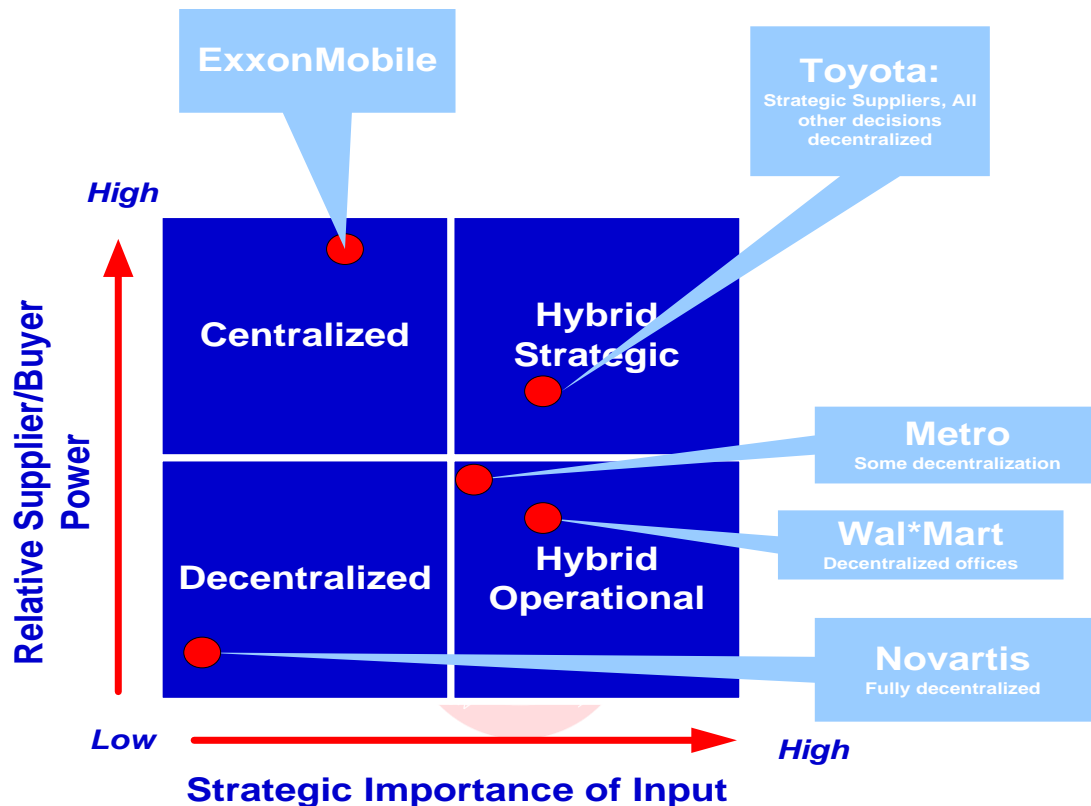 ExxonMobile
Toyota:
Strategic Suppliers, All
other decisions
decentralized
High
Relative Supplier/Buyer
Power
Centralized
Hybrid
Strategic
Metro
Some decentralization
Wal*Mart
Decentralized offices
Decentralized
Hybrid
Operational
Novartis
Fully decentralized
Low
High
Strategic Importance of Input